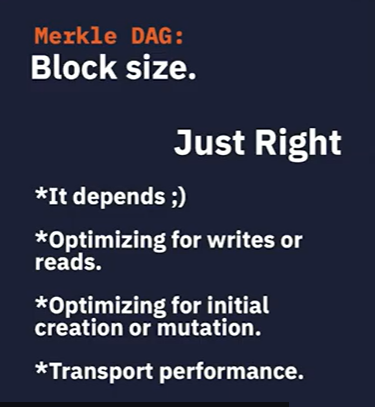 Merkle DAG:
Block size.
Just Right
*It depends ;)
*Optimizing for writes or
reads.
*Optimizing for initial
creation or mutation.
*Transport performance.